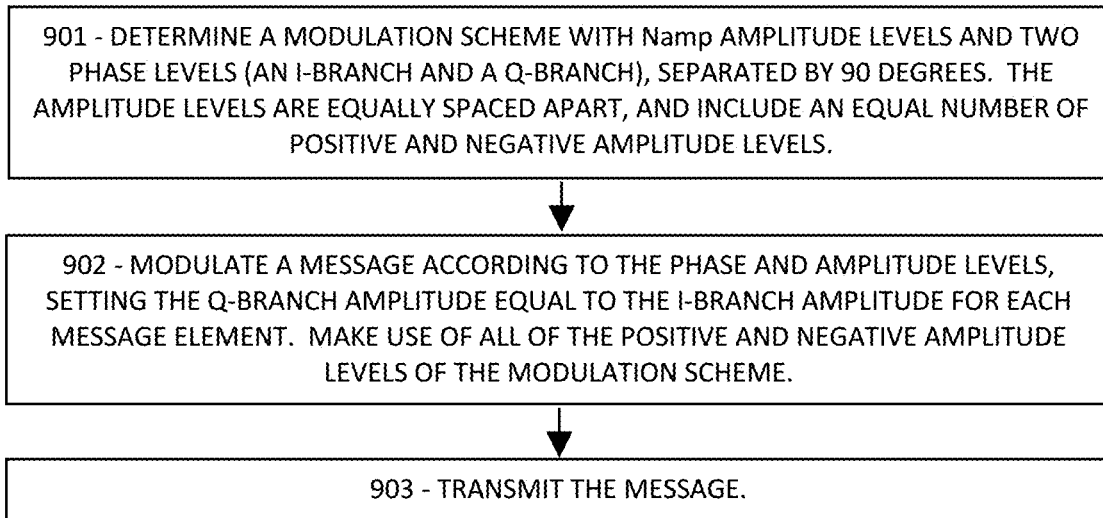 901 - DETERMINE A MODULATION SCHEME WITH Namp AMPLITUDE LEVELS AND TWO
PHASE LEVELS (AN I-BRANCH AND A Q-BRANCH), SEPARATED BY 90 DEGREES. THE
AMPLITUDE LEVELS ARE EQUALLY SPACED APART, AND INCLUDE AN EQUAL NUMBER OF
POSITIVE AND NEGATIVE AMPLITUDE LEVELS.
902 - MODULATE A MESSAGE ACCORDING TO THE PHASE AND AMPLITUDE LEVELS,
SETTING THE Q-BRANCH AMPLITUDE EQUAL TO THE I-BRANCH AMPLITUDE FOR EACH
MESSAGE ELEMENT. MAKE USE OF ALL OF THE POSITIVE AND NEGATIVE AMPLITUDE
LEVELS OF THE MODULATION SCHEME.
903 - TRANSMIT THE MESSAGE.